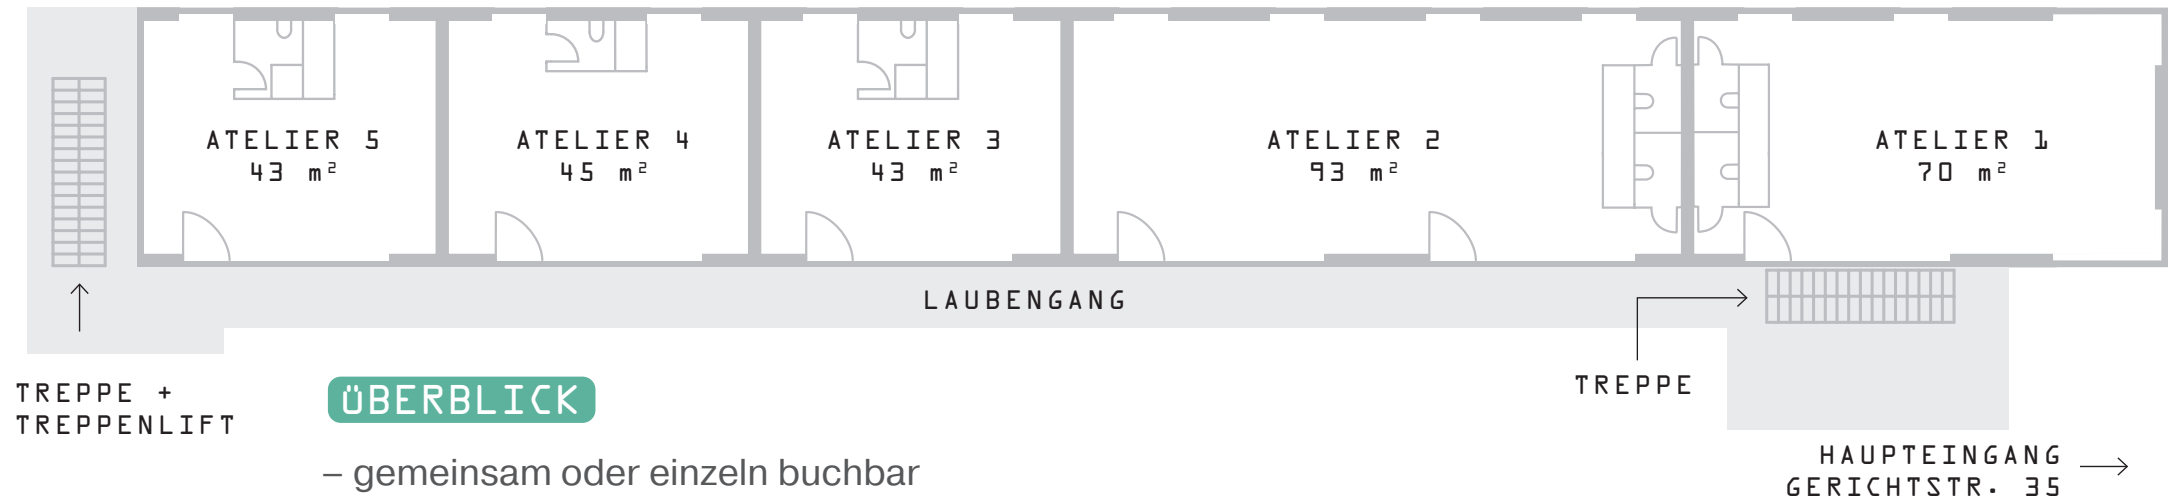 ATELIER 5
43 m²
ATELIER 4
45 m²
ATELIER 3
43 m²
ATELIER 2
93 m²
ATELIER 1
70 m²
LAUBENGANG
TREPPE +
TREPPENLIFT
TREPPE
ÜBERBLICK
– gemeinsam oder einzeln buchbar
HAUPTEINGANG
GERICHTSTR. 35